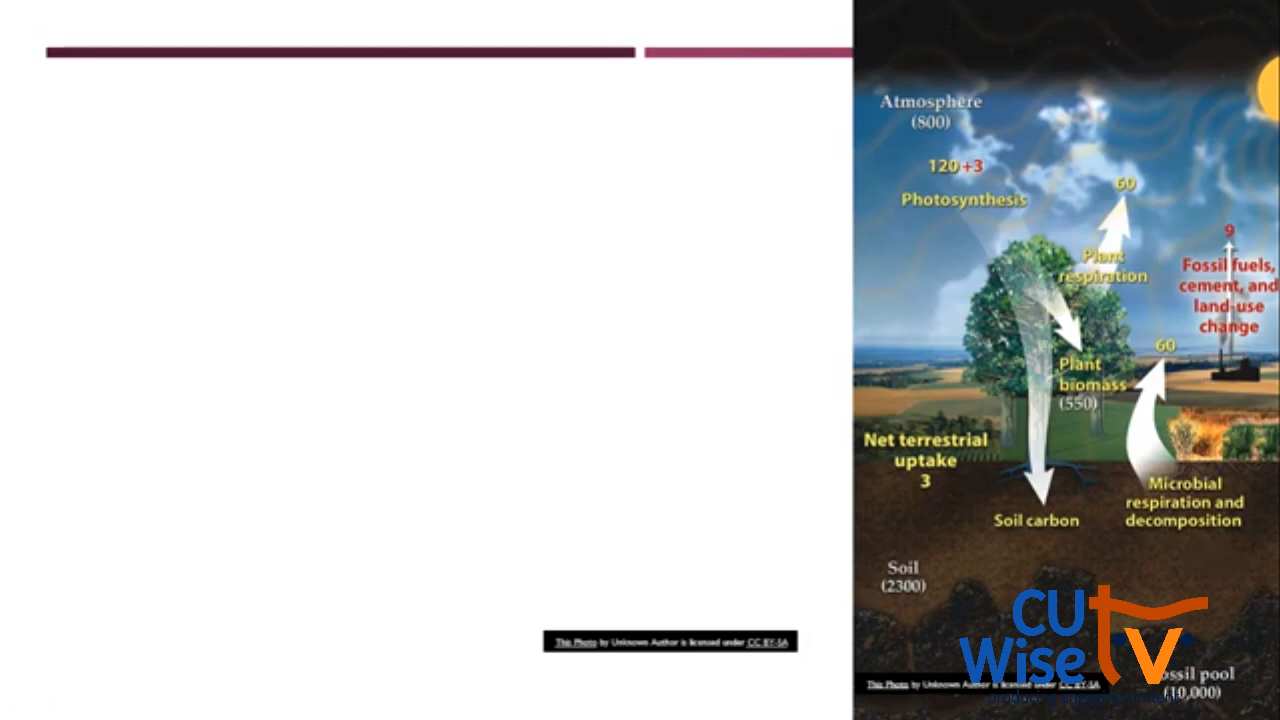 Atmosphere
(800)
120 +3
Photosynthesis
60
Plant
respiration
9
Fossil fuels,
cement, and
land-use
change
60
Plant
biomass
(550)
Net terrestrial
uptake
3
Microbial
respiration and
decomposition
Soil carbon
Soil
(2300)
CU
Wise
tv
ossil pool
(10,000)
This Photo by Unknown Author is licensed under CC BY-SA
This Photo by Unknown Author is licensed under CC BY-SA